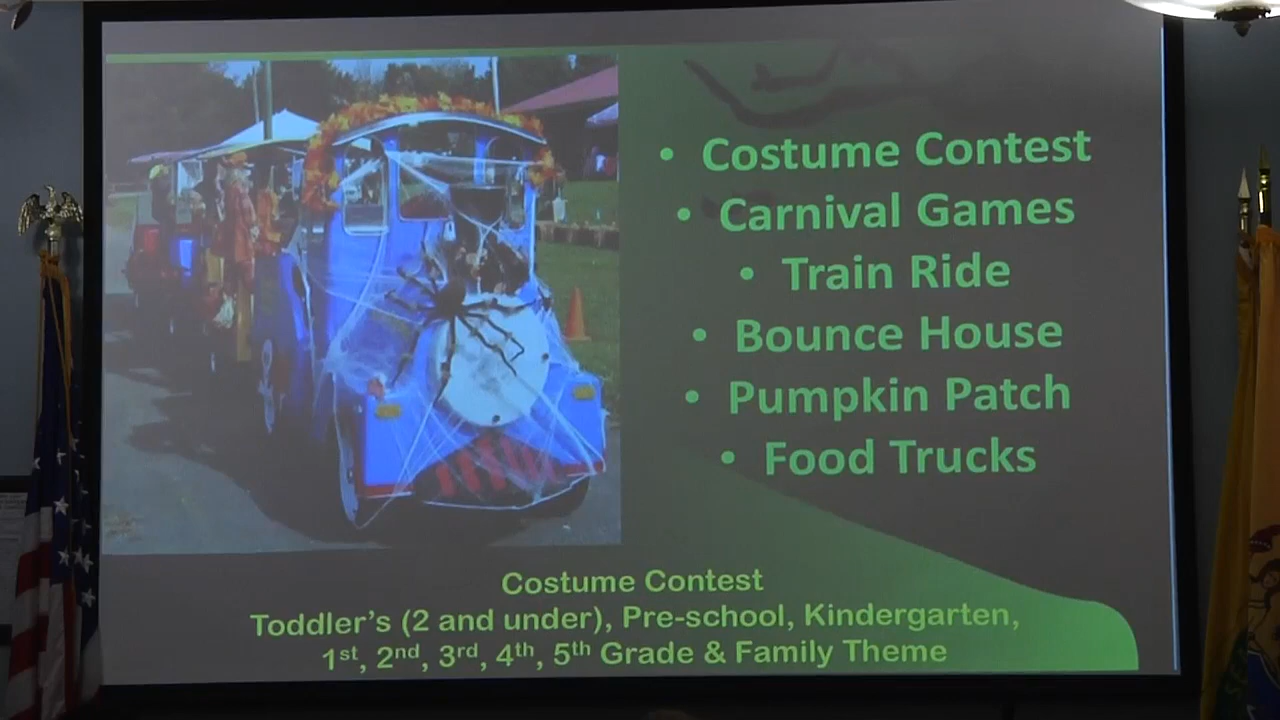 • Costume Contest
• Carnival Games
• Train Ride
• Bounce House
• Pumpkin Patch
• Food Trucks
Costume Contest
Toddler's (2 and under), Pre-school, Kindergarten,
1st, 2nd, 3rd, 4th, 5th Grade & Family Theme